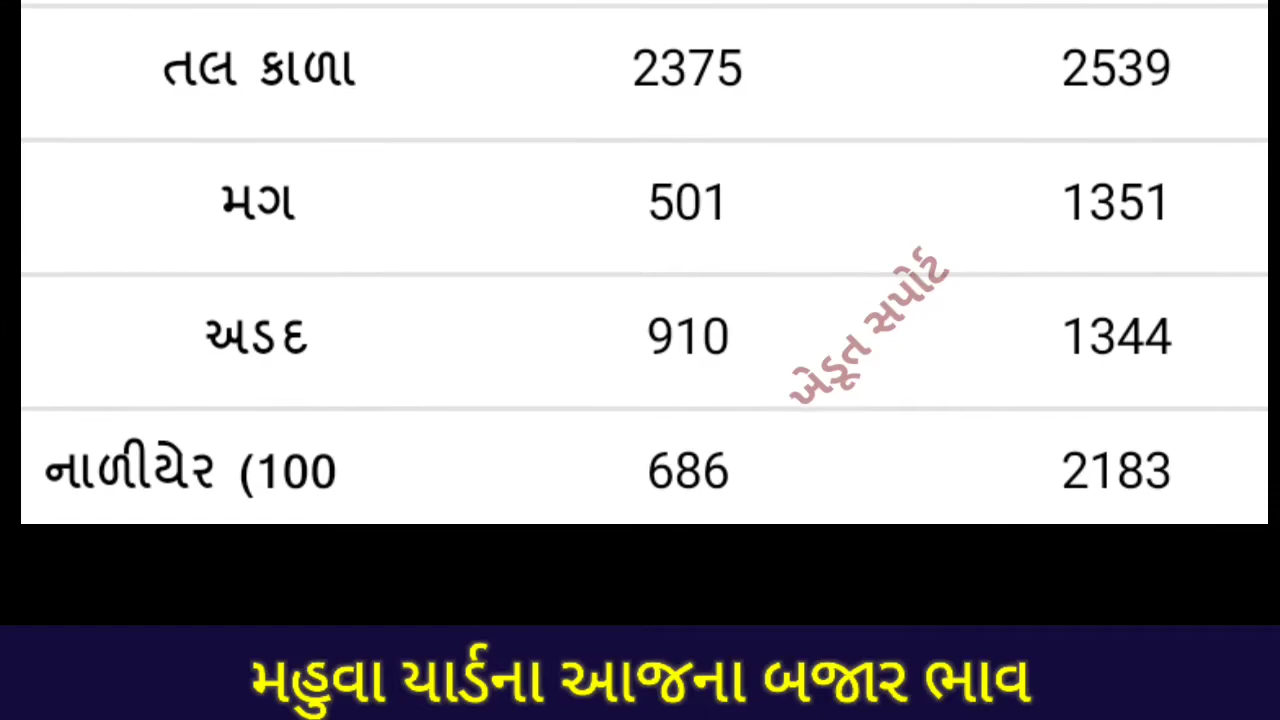 તલ કાળા 2375 2539
મગ 501 1351
અડદ 910 1344
ખેડૂત સપોર્ટ
નાળીયેર (100 686 2183
મહુવા યાર્ડના આજના બજાર ભાવ